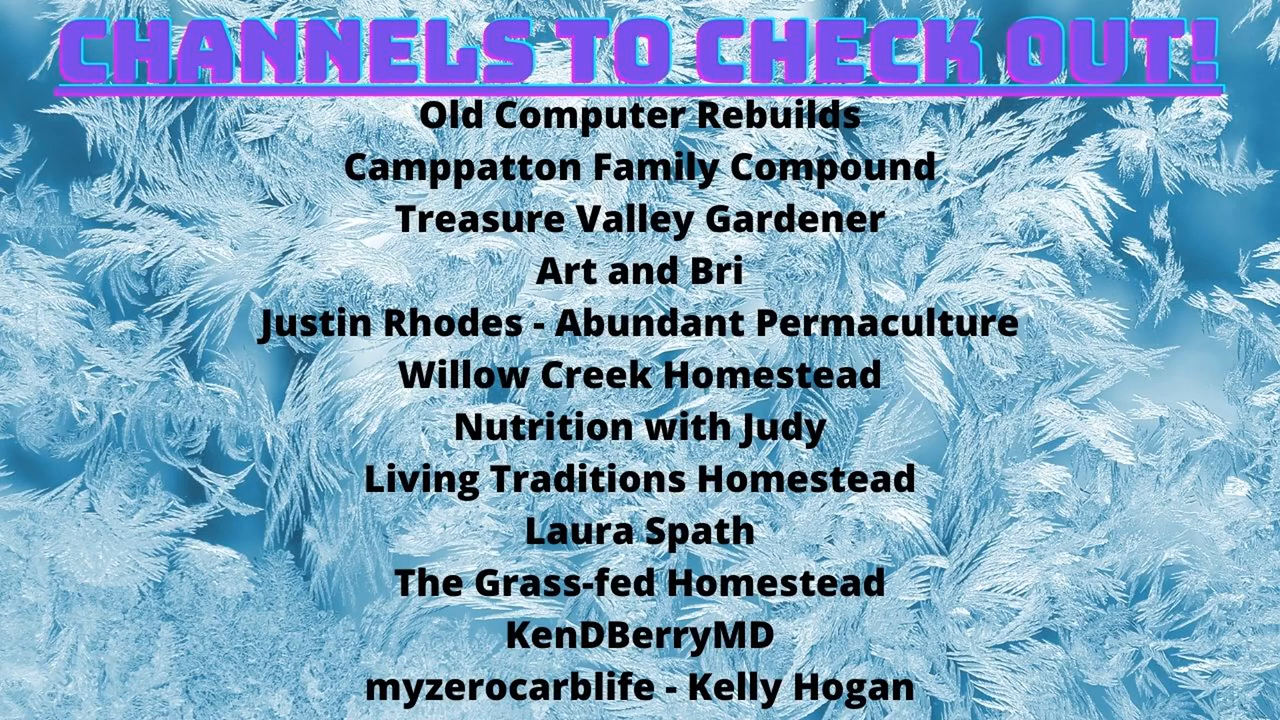 CHANNELS TO CHECK OUT!
Old Computer Rebuilds
Camppatton Family Compound
Treasure Valley Gardener
Art and Bri
Justin Rhodes - Abundant Permaculture
Willow Creek Homestead
Nutrition with Judy
Living Traditions Homestead
Laura Spath
The Grass-fed Homestead
KenDBerryMD
myzerocarblife - Kelly Hogan